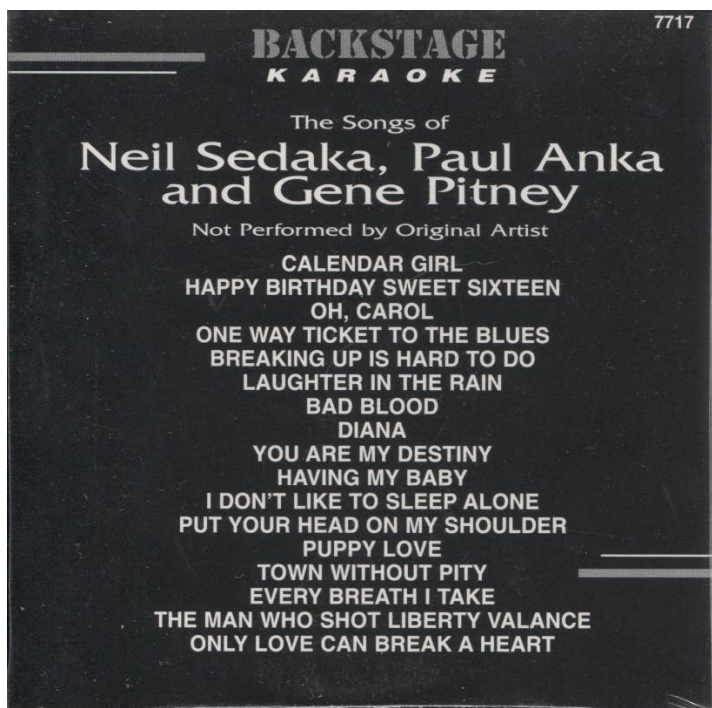 7717
BACKSTAGE
KARAOKE
The Songs of
Neil Sedaka, Paul Anka
and Gene Pitney
Not Performed by Original Artist
CALENDAR GIRL
HAPPY BIRTHDAY SWEET SIXTEEN
OH, CAROL
ONE WAY TICKET TO THE BLUES
BREAKING UP IS HARD TO DO
LAUGHTER IN THE RAIN
BAD BLOOD
DIANA
YOU ARE MY DESTINY
HAVING MY BABY
I DON'T LIKE TO SLEEP ALONE
PUT YOUR HEAD ON MY SHOULDER
PUPPY LOVE
TOWN WITHOUT PITY
EVERY BREATH I TAKE
THE MAN WHO SHOT LIBERTY VALANCE
ONLY LOVE CAN BREAK A HEART